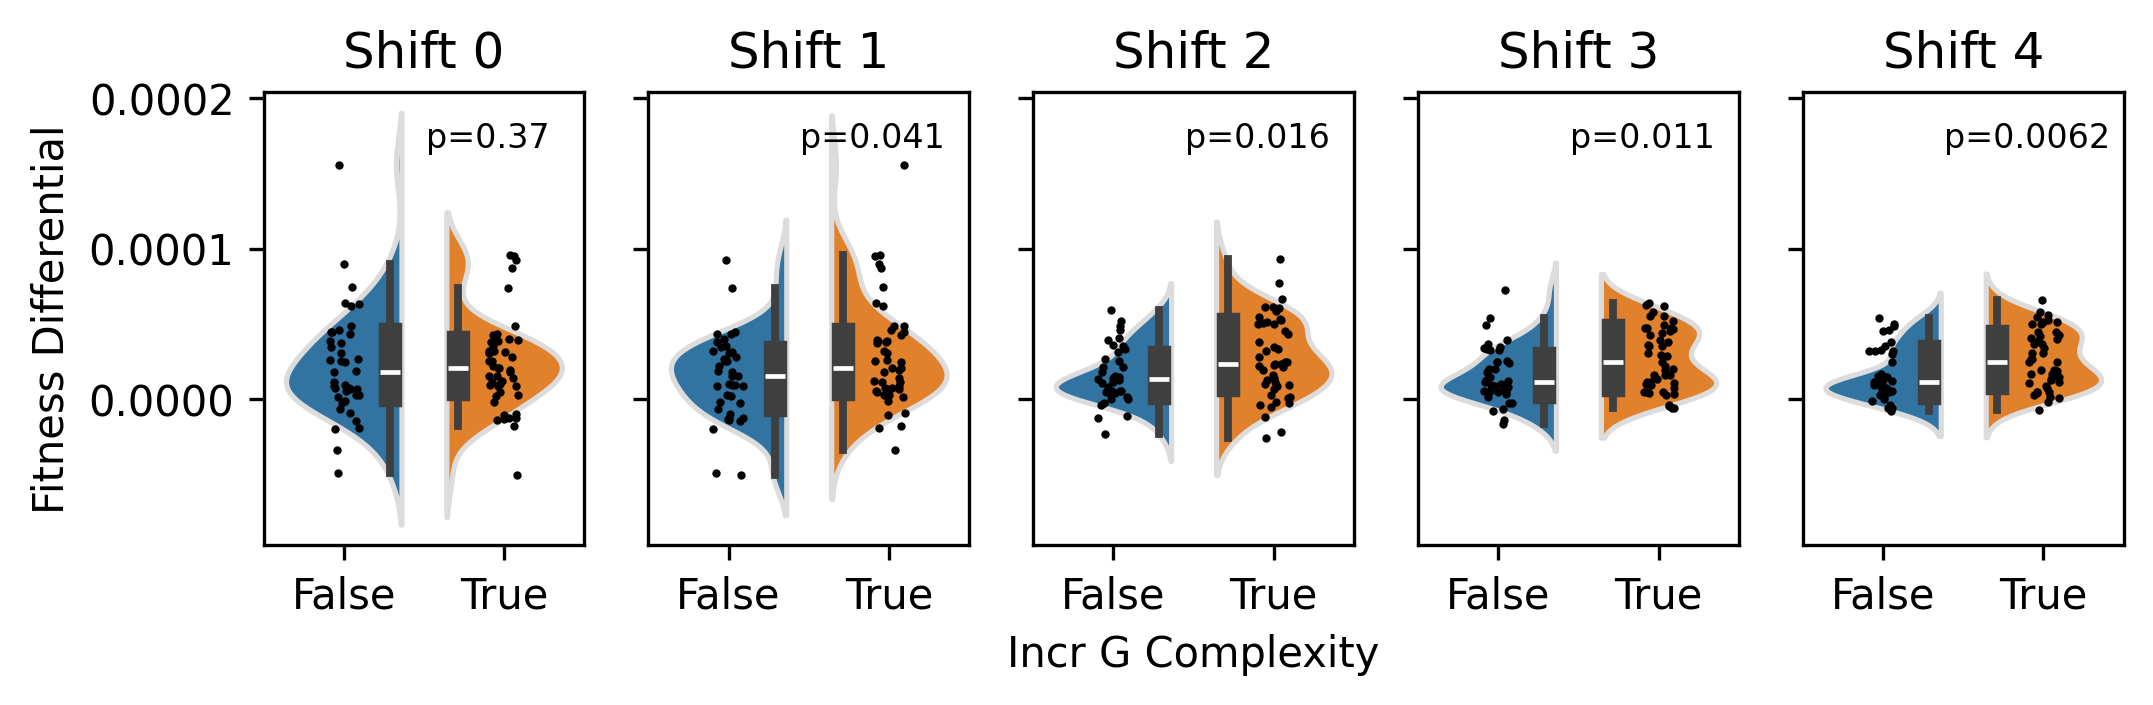 Shift 0 Shift 1 Shift 2 Shift 3 Shift 4
0.0002
p=0.37 p=0.041 p=0.016 p=0.011 p=0.0062
0.0001
0.0000
Fitness Differential
False True False True False True False True False True
Incr G Complexity